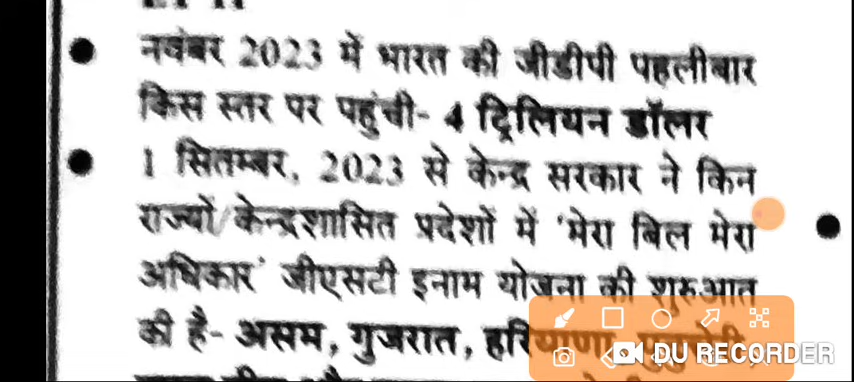 नवंबर 2023 में भारत की जीडीपी पहलीबार
किस स्तर पर पहुंची- 4 ट्रिलियन डॉलर
1 सितम्बर, 2023 से केन्द्र सरकार ने किन
राज्यों/केन्द्रशासित प्रदेशों में 'मेरा बिल मेरा
अधिकार' जीएसटी इनाम योजना की शुरुआत
की है- असम, गुजरात, हरियाणा,
DU RECORDER